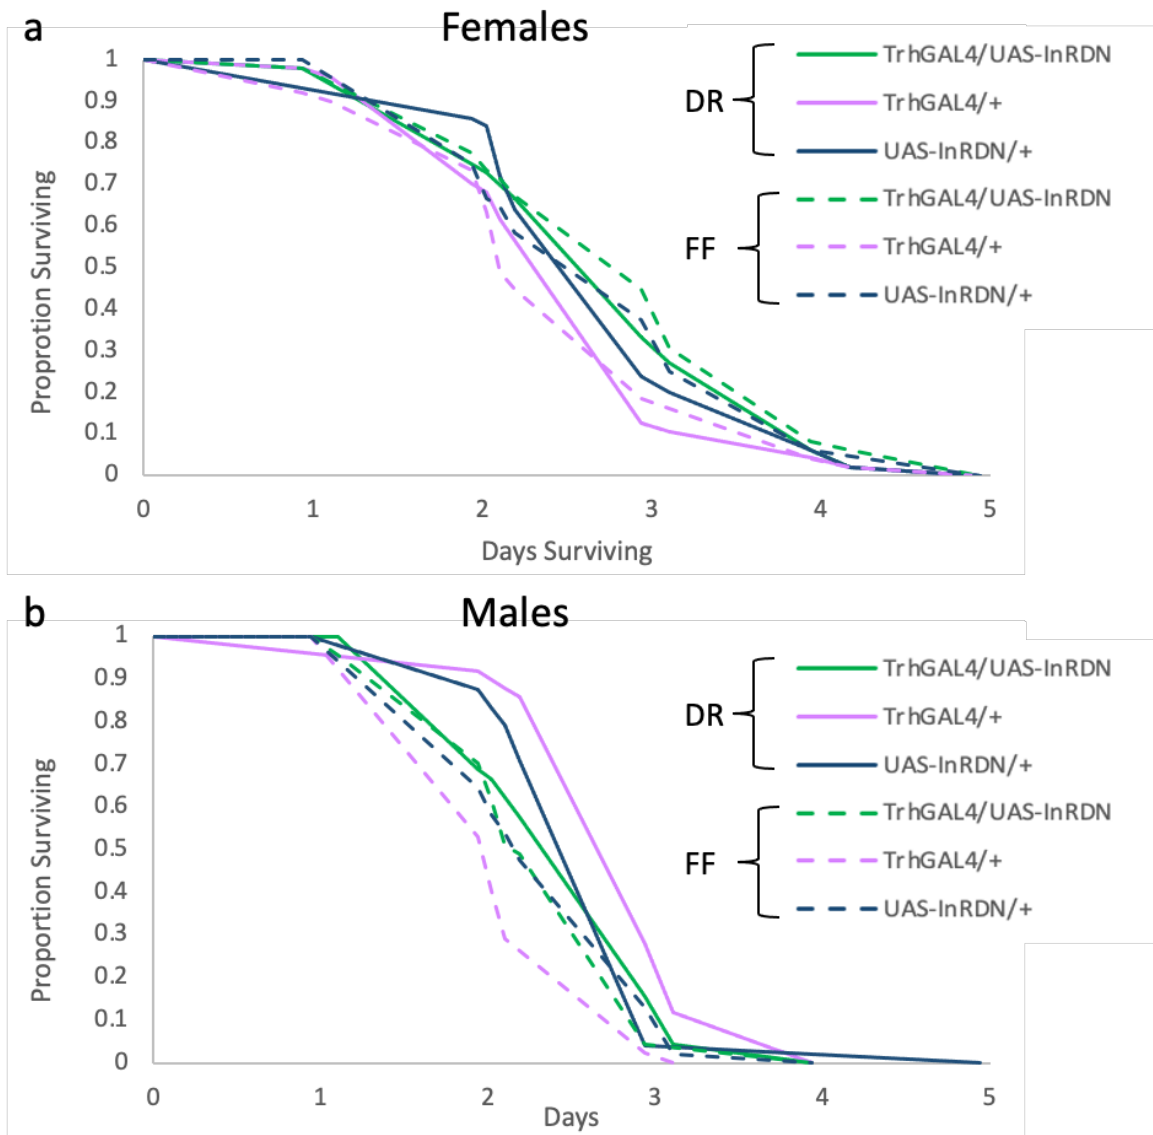 a
Females
Proprotion Surviving
1
0.9
0.8
0.7
0.6
0.5
0.4
0.3
0.2
0.1
0
0 1 2 3 4 5
Days Surviving
DR
TrhGAL4/UAS-InRDN
TrhGAL4/+
UAS-InRDN/+
FF
TrhGAL4/UAS-InRDN
TrhGAL4/+
UAS-InRDN/+
b
Males
Proportion Surviving
1
0.9
0.8
0.7
0.6
0.5
0.4
0.3
0.2
0.1
0
0 1 2 3 4 5
Days
DR
TrhGAL4/UAS-InRDN
TrhGAL4/+
UAS-InRDN/+
FF
TrhGAL4/UAS-InRDN
TrhGAL4/+
UAS-InRDN/+